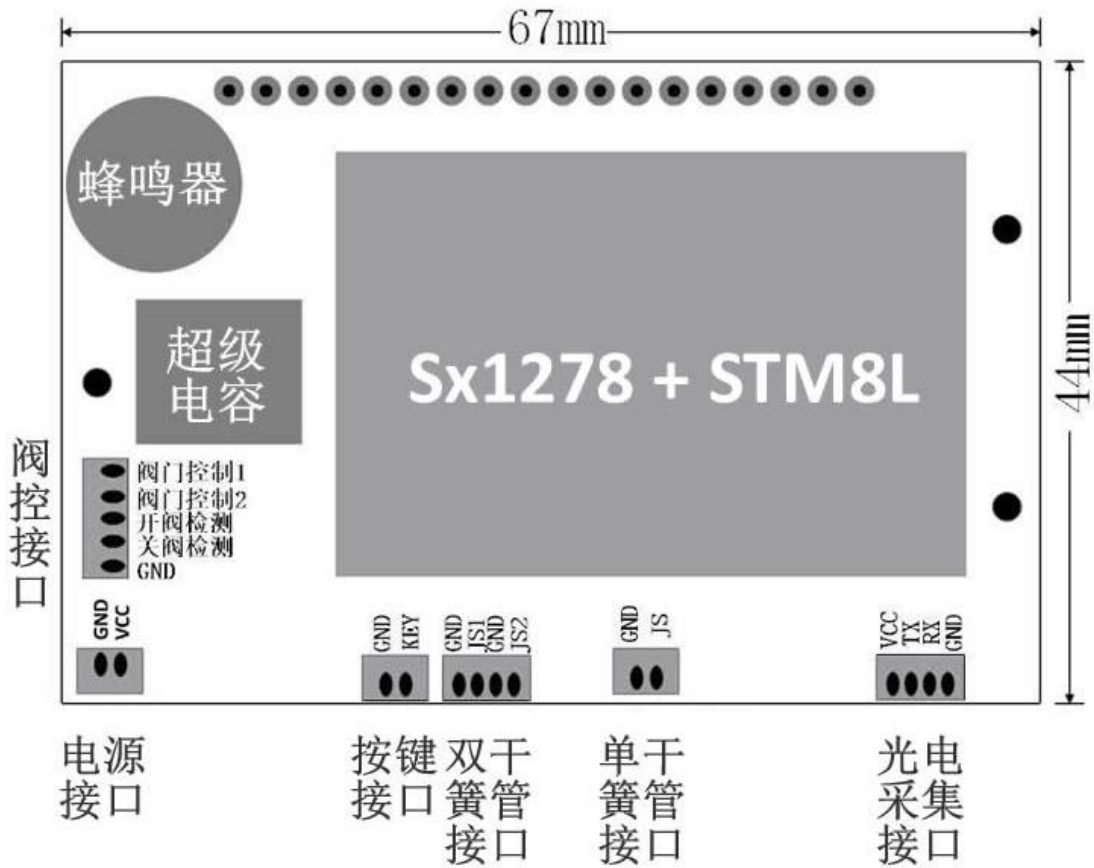 67mm
蜂鸣器
超级
电容
Sx1278 + STM8L
44mm
阀控接口
阀门控制1
阀门控制2
开阀检测
关阀检测
GND
GND
VCC
GND
KEY
GND
JS1
GND
JS2
GND
JS
VCC
TX
RX
GND
电源
接口
按键
接口
双干
簧管
接口
单干
簧管
接口
光电
采集
接口